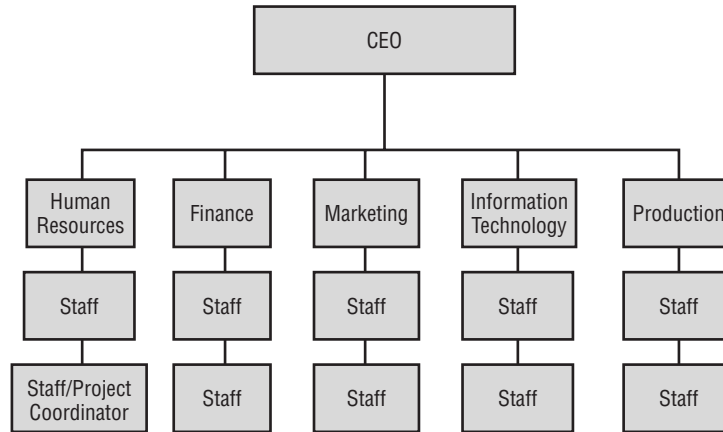 CEO
Human
Resources
Finance
Marketing
Information
Technology
Production
Staff
Staff
Staff
Staff
Staff
Staff/Project
Coordinator
Staff
Staff
Staff
Staff